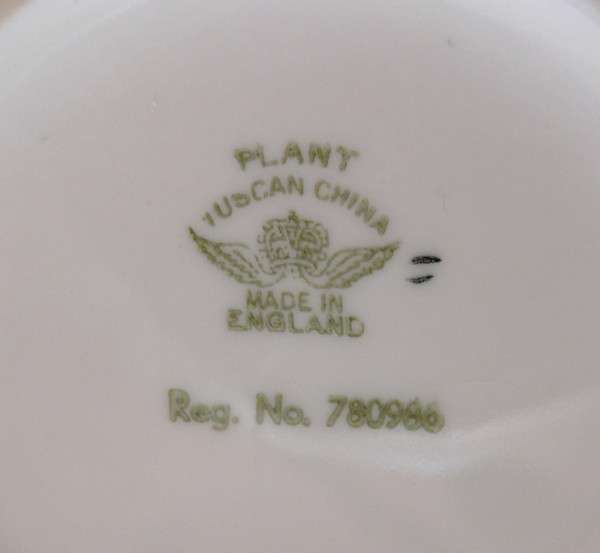 PLANT
TUSCAN CHINA
MADE IN
ENGLAND
Reg. No. 780966